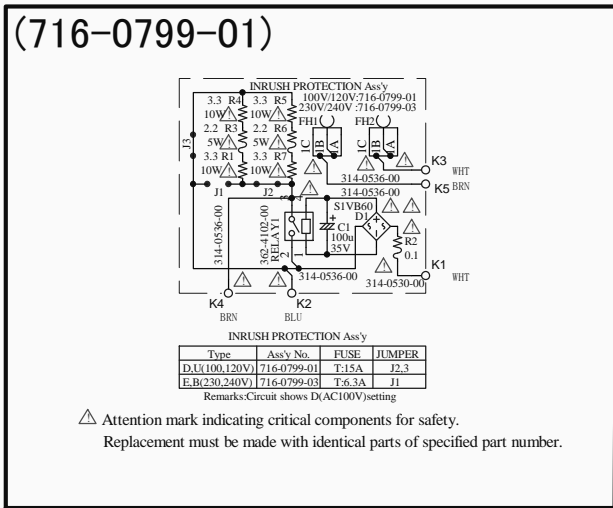 (716-0799-01)
INRUSH PROTECTION Ass'y
100V/120V:716-0799-01
230V/240V :716-0799-03
3.3 R4 3.3 R5
10W 10W
FH1 FH2
2.2 R3 2.2 R6
5W 5W
1C 1B 1A 1C 1B 1A
J3
3.3 R1 3.3 R7
10W 10W
K3 WHT
314-0536-00
K5 BRN
J1 J2
314-0536-00
3 4
S1VB60
D1
314-0536-00
362-4102-00
RELAY1
+
C1
100u
35V
R2
0.1
2 1
314-0536-00
K1 WHT
314-0530-00
K4 K2
BRN BLU
INRUSH PROTECTION Ass'y
Type Ass'y No. FUSE JUMPER
D,U(100,120V) 716-0799-01 T:15A J2,3
E,B(230,240V) 716-0799-03 T:6.3A J1
Remarks:Circuit shows D(AC100V)setting
Attention mark indicating critical components for safety.
Replacement must be made with identical parts of specified part number.